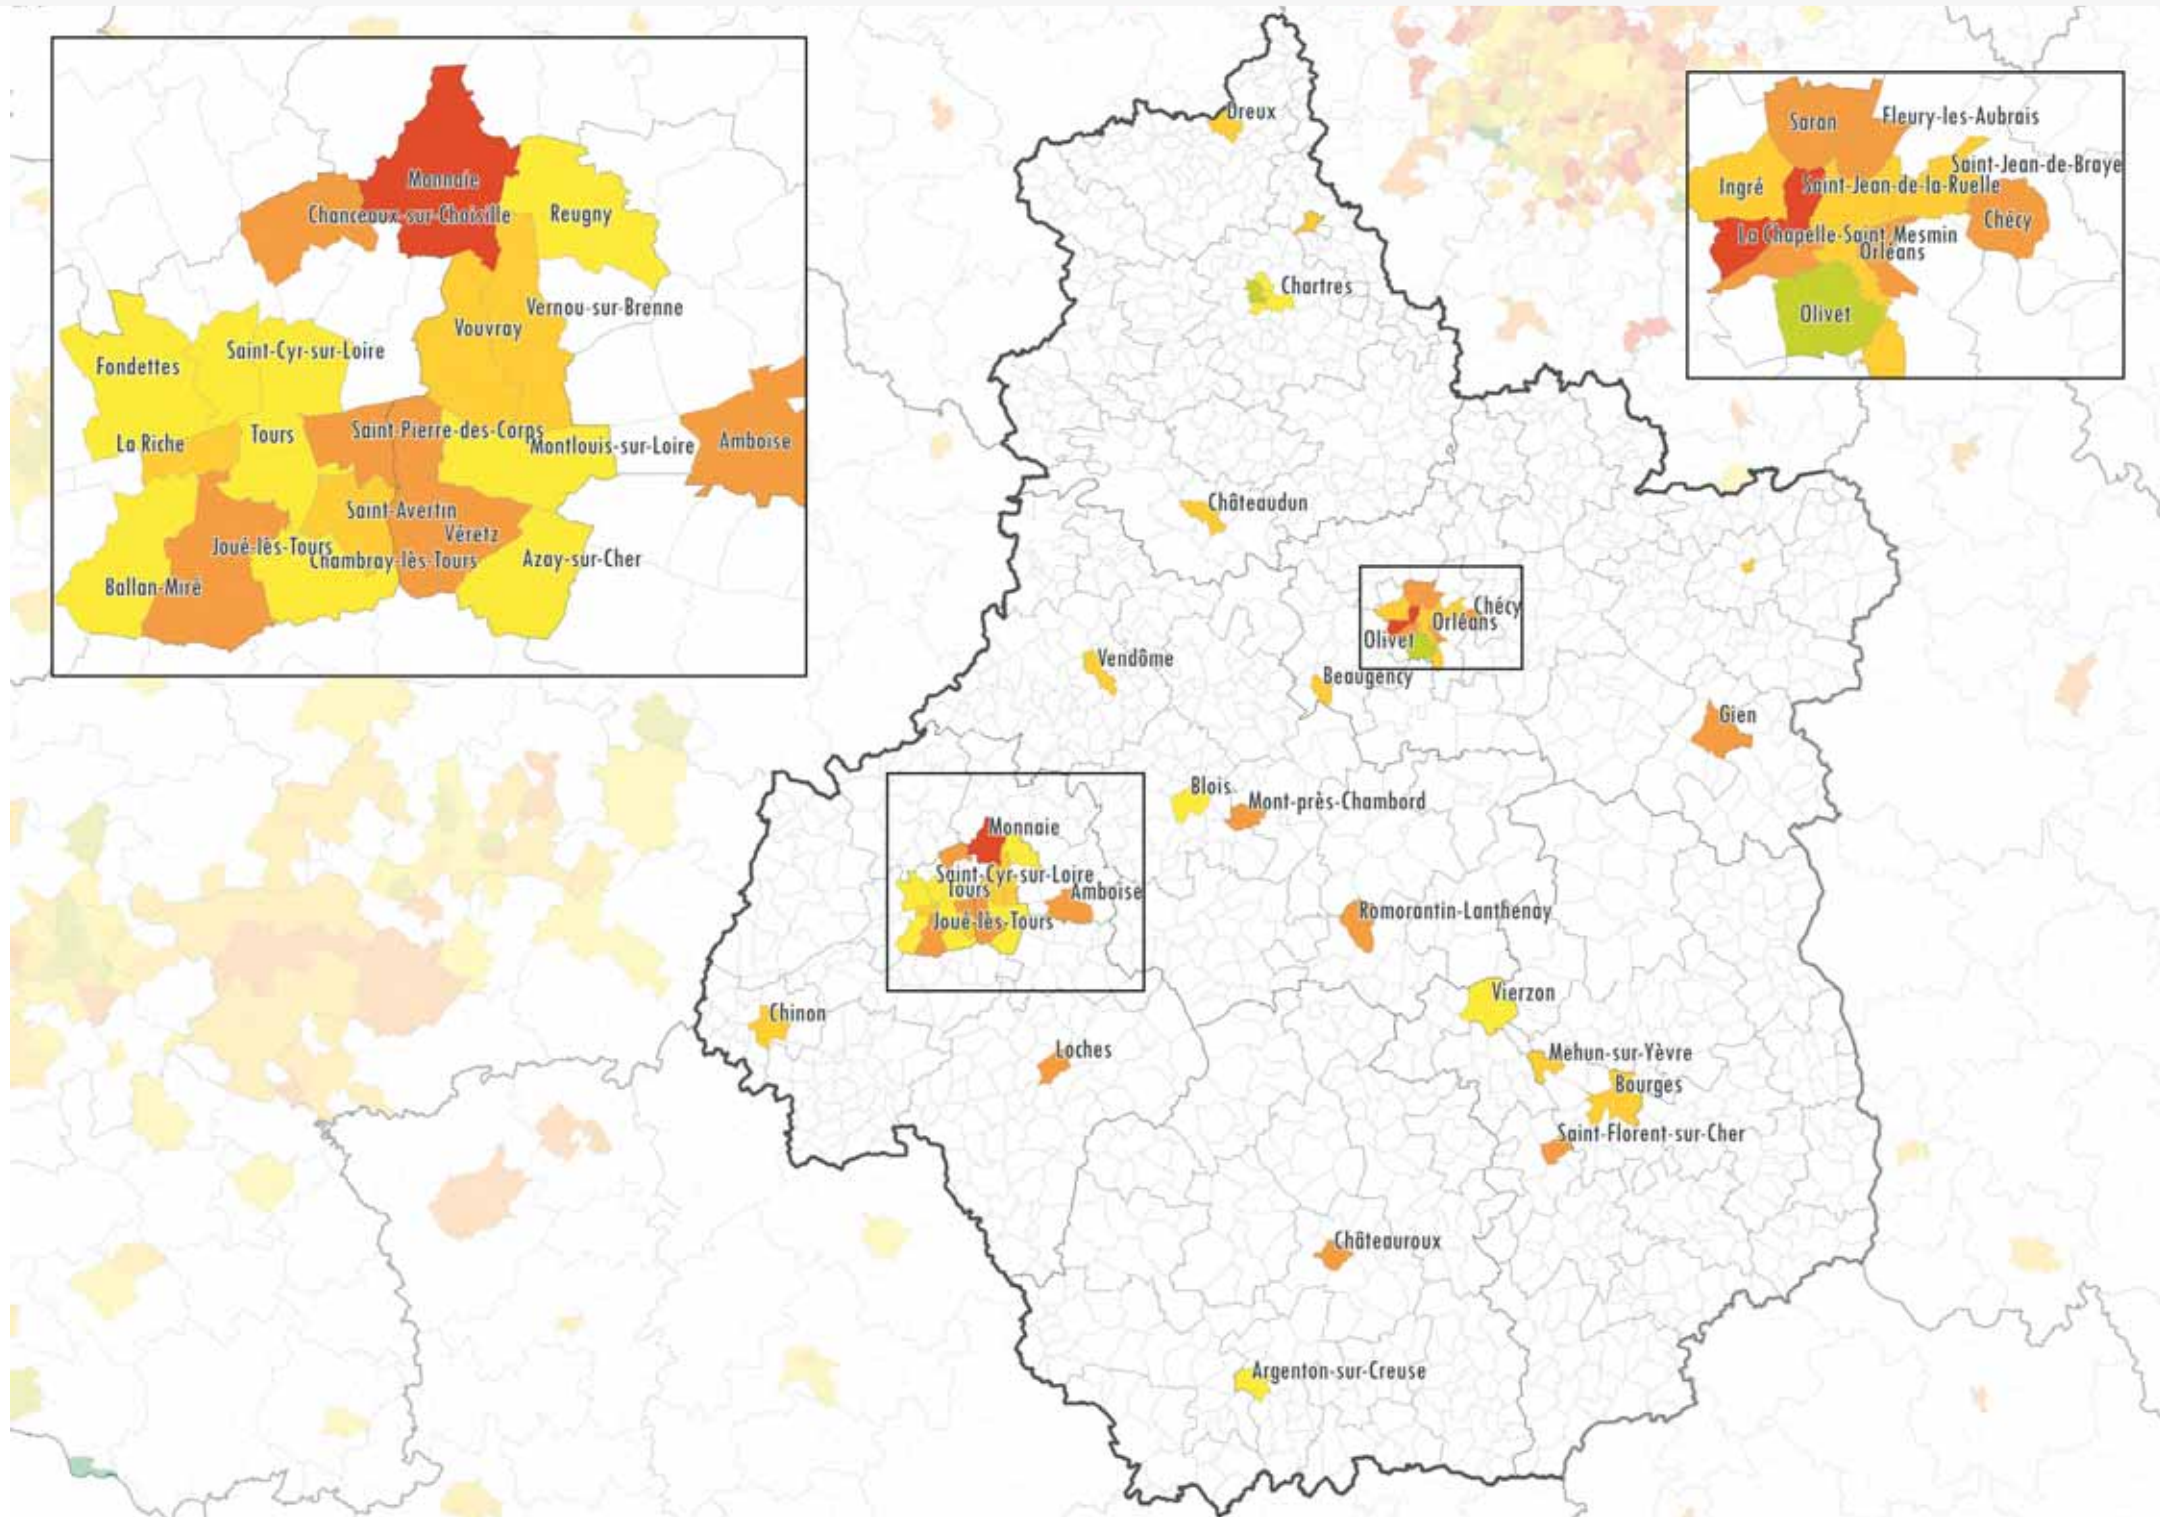 Monnaie
Chanceaux-sur-Choisille
Reugny
Vernou-sur-Brenne
Vouvray
Saint-Cyr-sur-Loire
Fondettes
La Riche
Tours
Saint-Pierre-des-Corps
Montlouis-sur-Loire
Amboise
Saint-Avertin
Véretz
Joué-lès-Tours
Chambray-lès-Tours
Azay-sur-Cher
Ballan-Miré
Saran
Fleury-les-Aubrais
Saint-Jean-de-Braye
Ingré
Saint-Jean-de-la-Ruelle
Chécy
La Chapelle-Saint Mesmin
Orléans
Olivet
Dreux
Chartres
Châteaudun
Chécy
Orléans
Olivet
Vendôme
Beaugency
Gien
Blois
Mont-près-Chambord
Monnaie
Saint-Cyr-sur-Loire
Tours
Amboise
Joué-lès-Tours
Romorantin-Lanthenay
Vierzon
Chinon
Loches
Mehun-sur-Yèvre
Bourges
Saint-Florent-sur-Cher
Châteauroux
Argenton-sur-Creuse